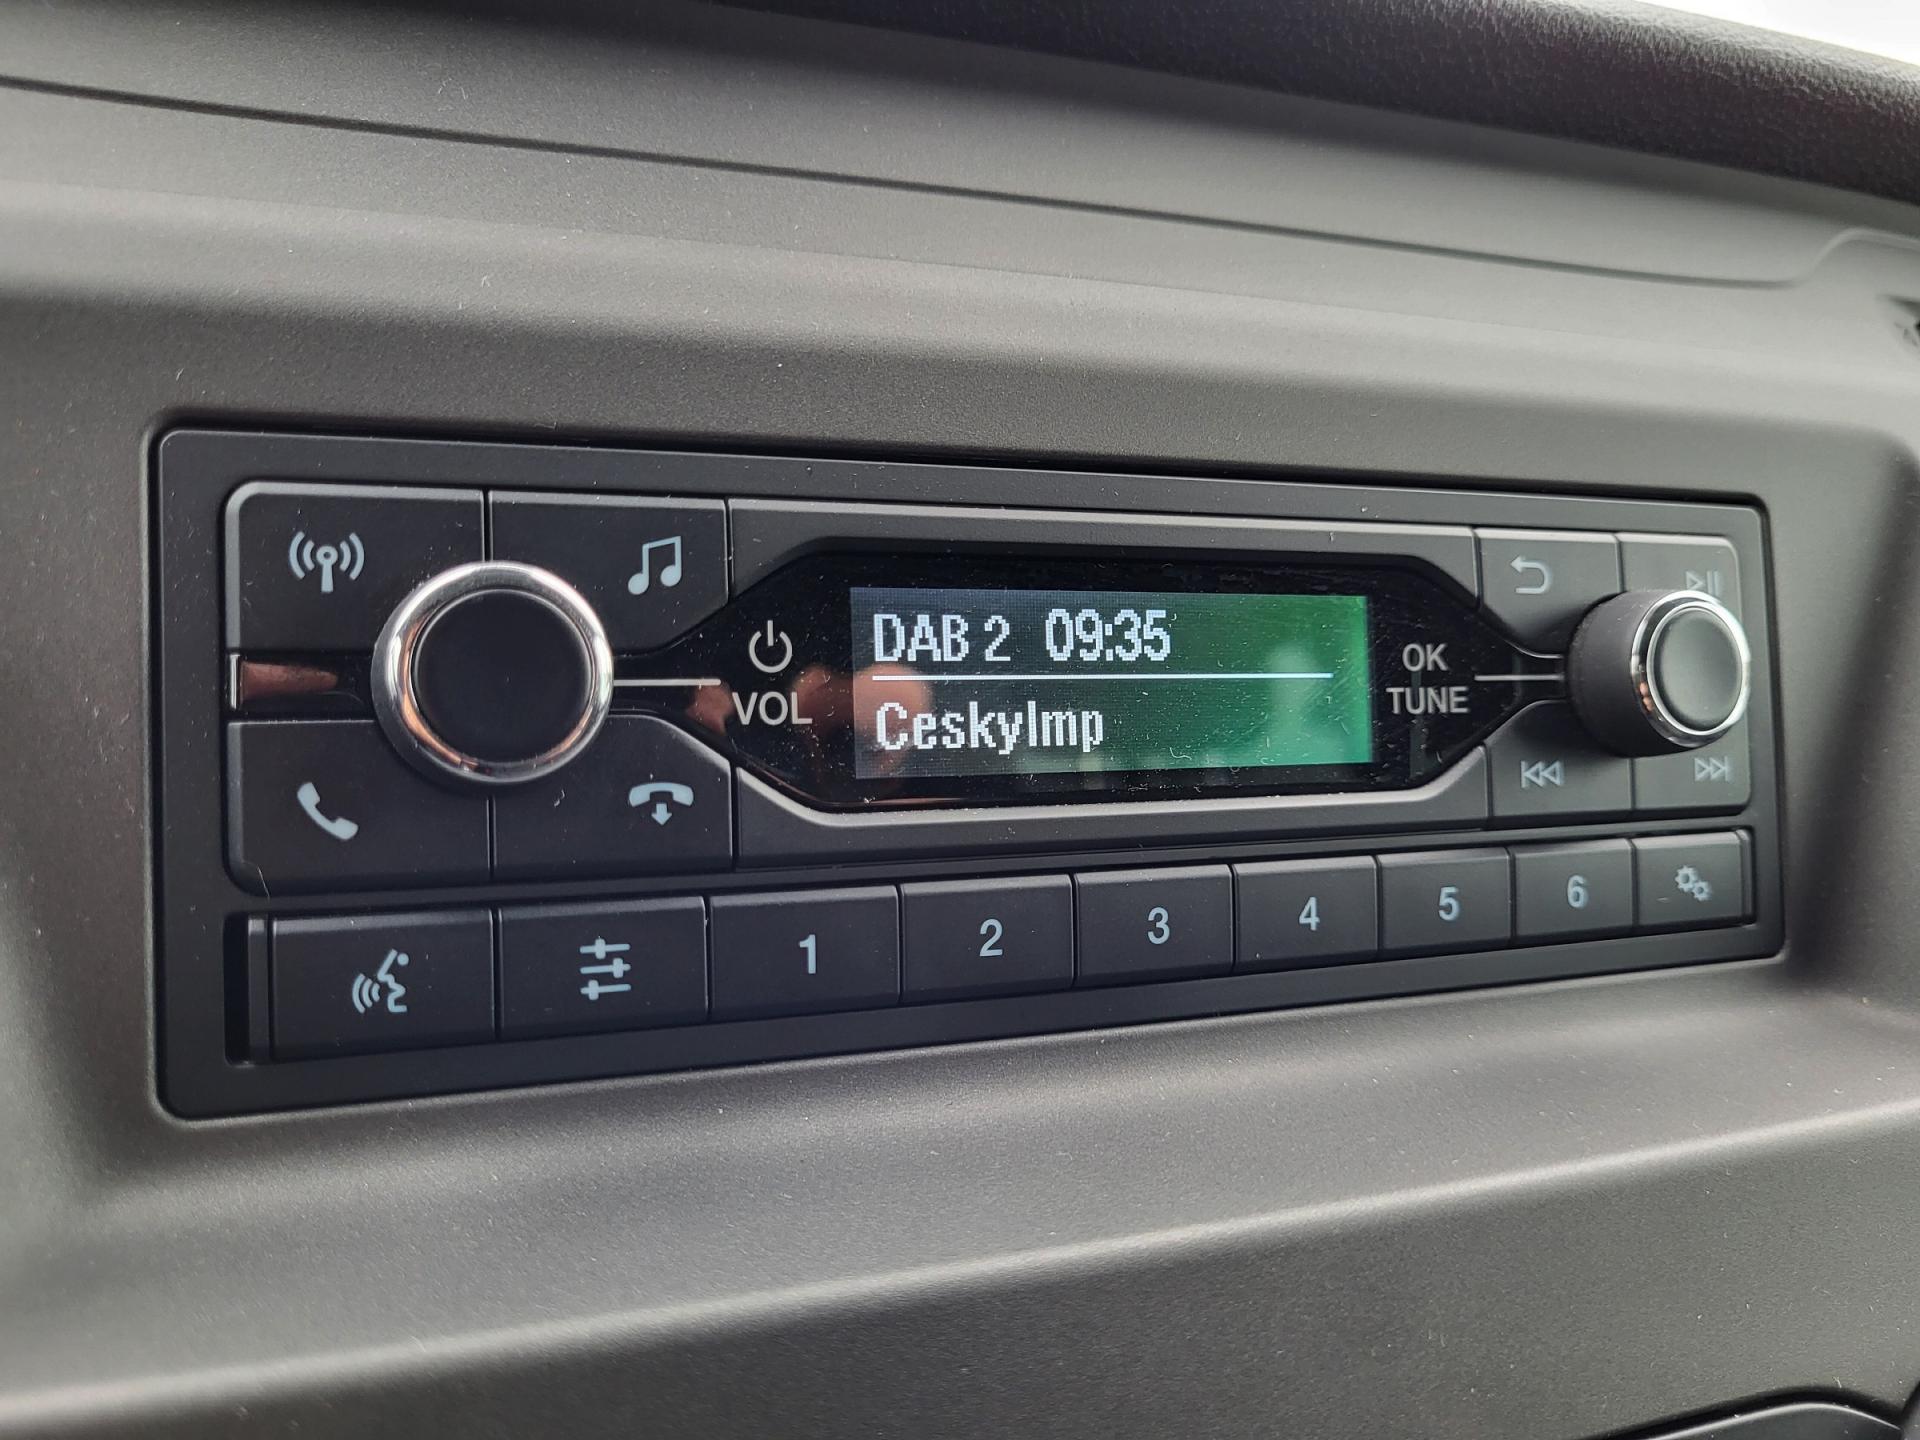 DAB 2 09:35
CeskyImp
VOL
OK
TUNE
1 2 3 4 5 6